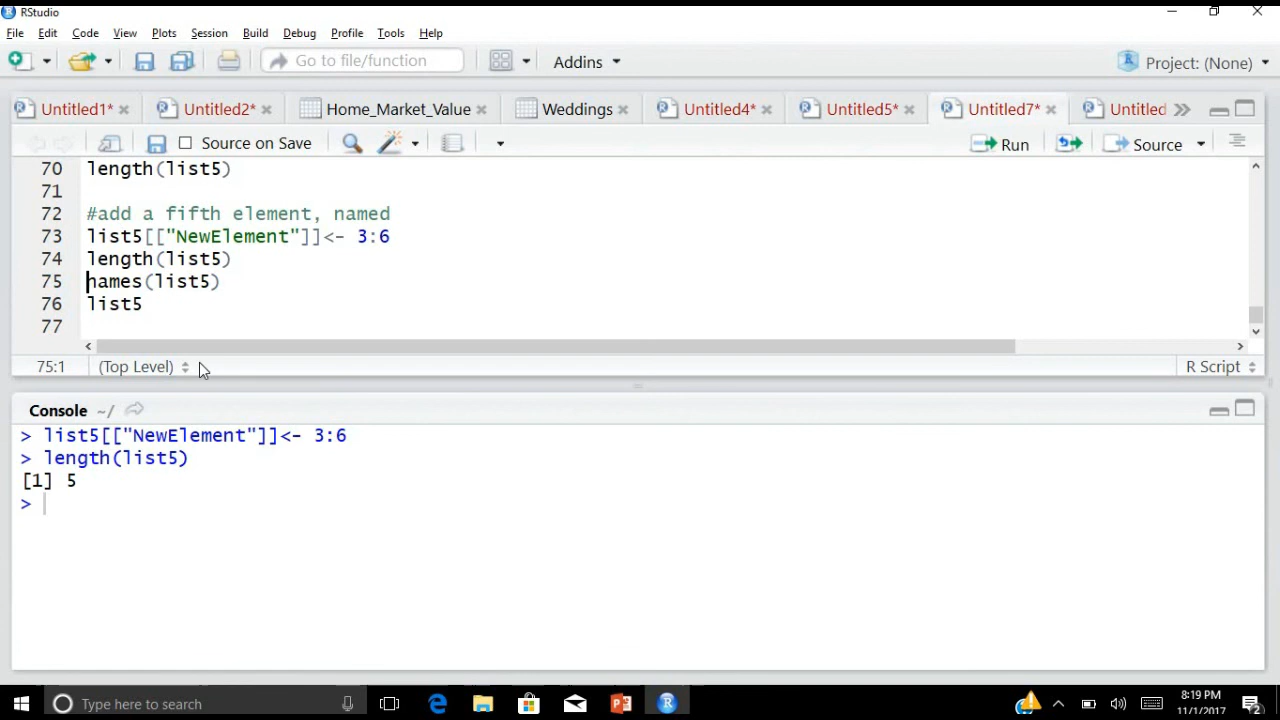 RStudio
File Edit Code View Plots Session Build Debug Profile Tools Help
Go to file/function Addins Project: (None)
Untitled1* Untitled2* Home_Market_Value Weddings Untitled4* Untitled5* Untitled7* Untitled
Source on Save Run Source
70 length(list5)
71
72 #add a fifth element, named
73 list5[["NewElement"]]<- 3:6
74 length(list5)
75 names(list5)
76 list5
77
75:1 (Top Level) R Script
Console ~/
> list5[["NewElement"]]<- 3:6
> length(list5)
[1] 5
>
Type here to search
8:19 PM
11/1/2017
2